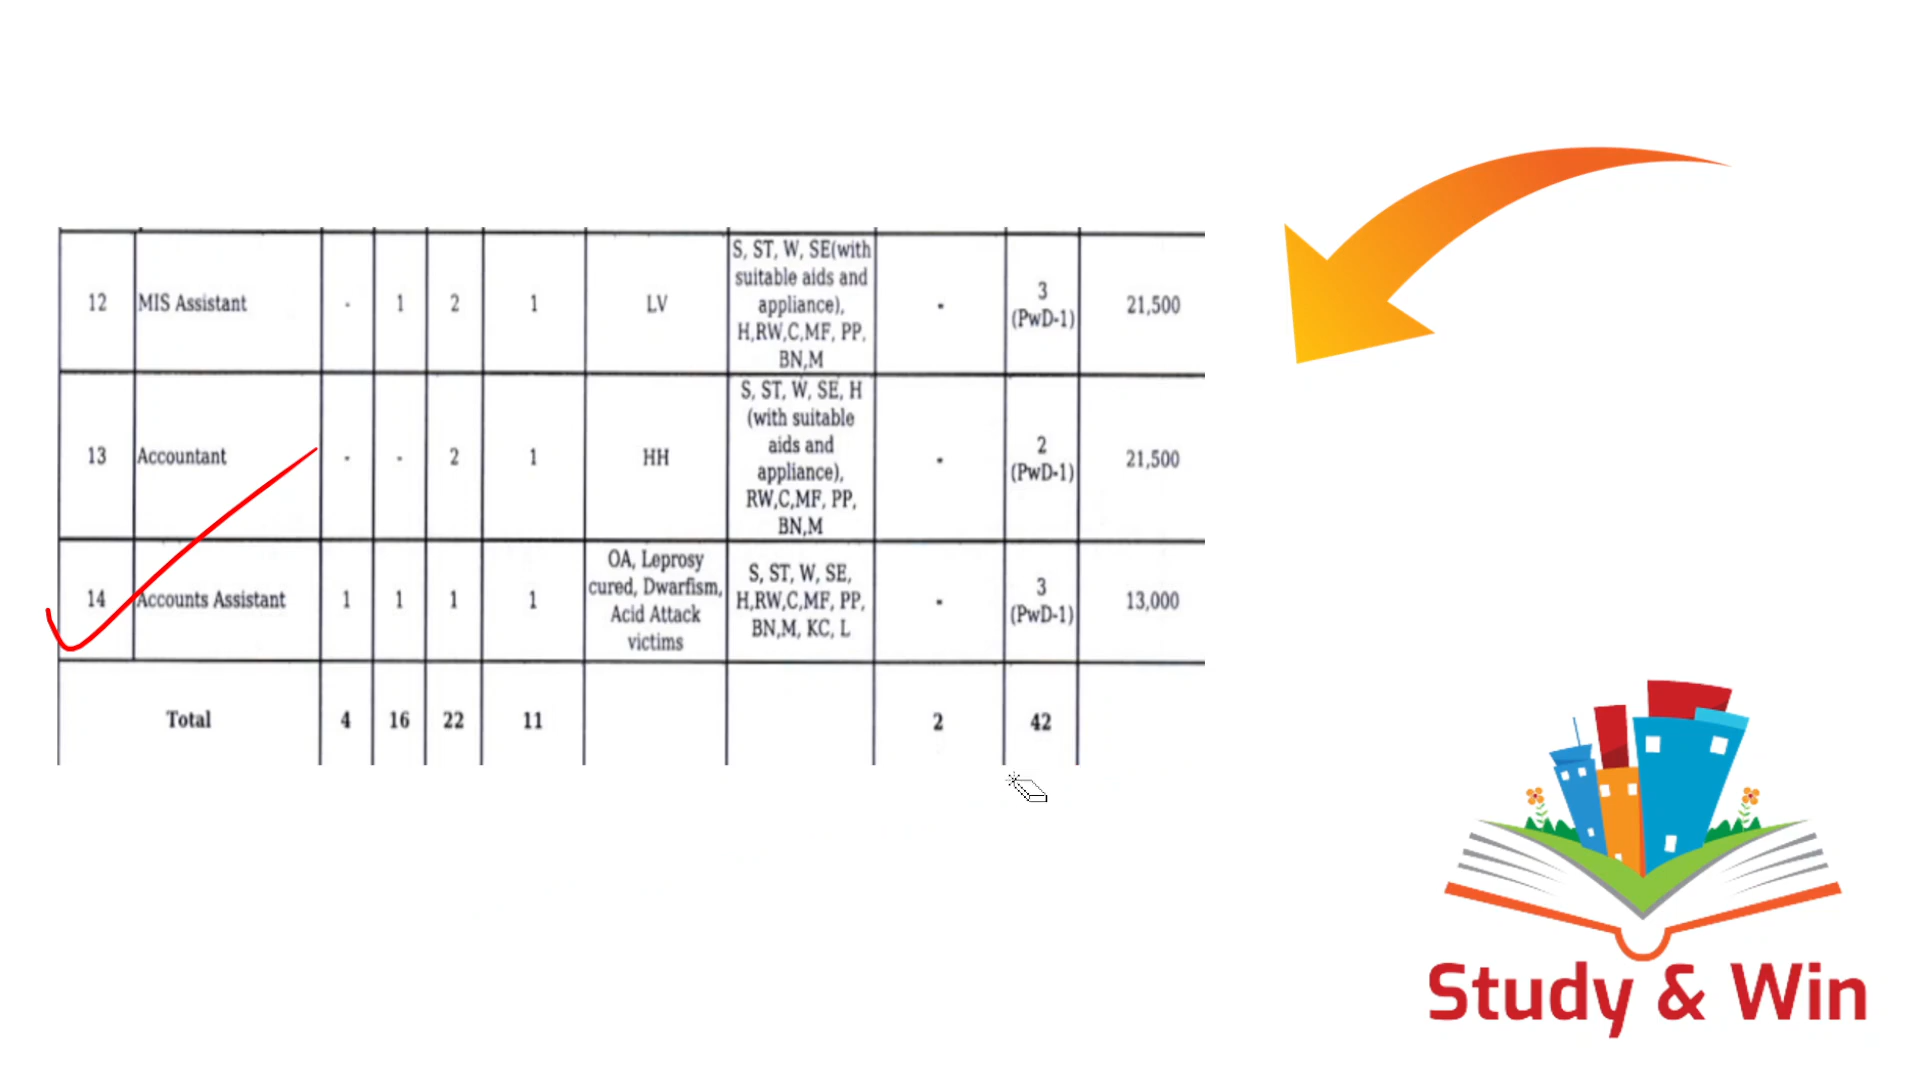 12 MIS Assistant - 1 2 1 LV S, ST, W, SE(with suitable aids and appliance), H,RW,C,MF, PP, BN,M - 3 (PwD-1) 21,500
13 Accountant - - 2 1 HH S, ST, W, SE, H (with suitable aids and appliance), RW,C,MF, PP, BN,M - 2 (PwD-1) 21,500
14 Accounts Assistant 1 1 1 1 OA, Leprosy cured, Dwarfism, Acid Attack victims S, ST, W, SE, H,RW,C,MF, PP, BN,M, KC, L - 3 (PwD-1) 13,000
Total 4 16 22 11 2 42
Study & Win